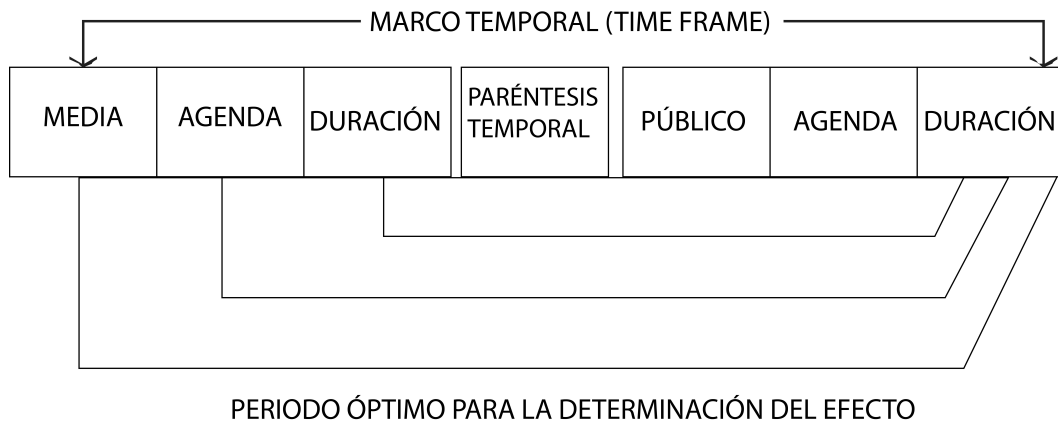 MARCO TEMPORAL (TIME FRAME)
MEDIA
AGENDA
DURACIÓN
PARÉNTESIS
TEMPORAL
PÚBLICO
AGENDA
DURACIÓN
PERIODO ÓPTIMO PARA LA DETERMINACIÓN DEL EFECTO